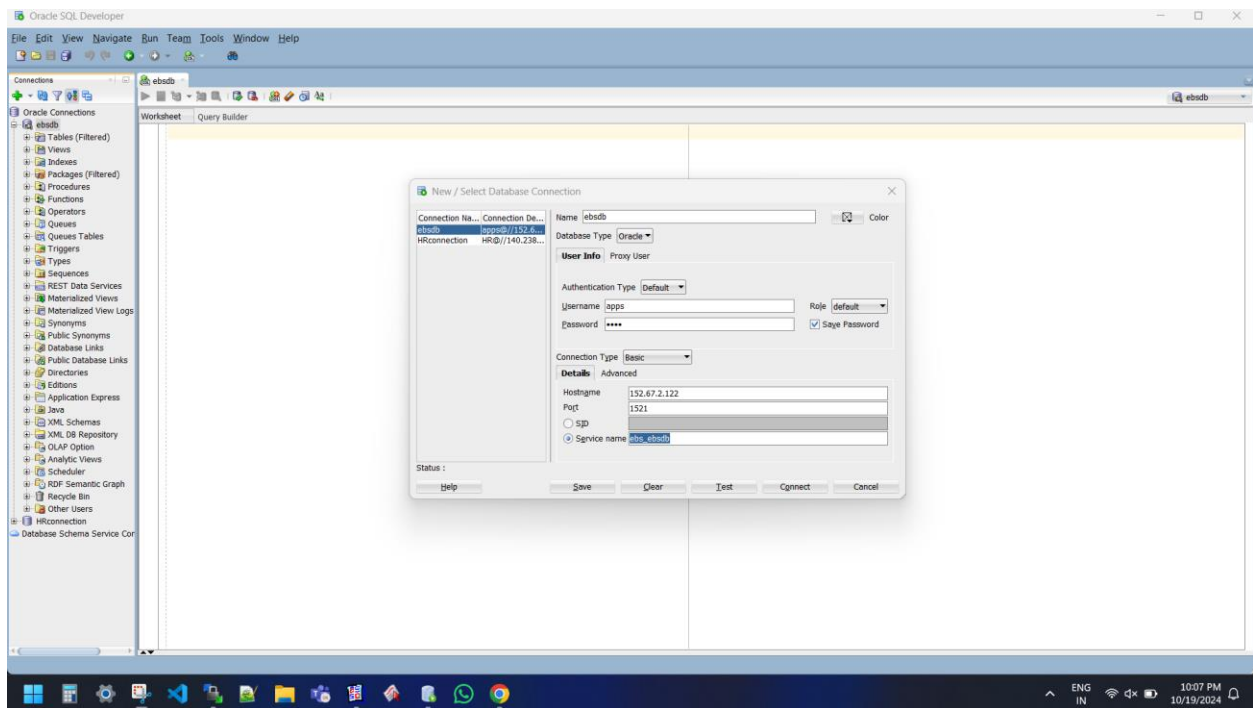 Oracle SQL Developer
File Edit View Navigate Run Team Tools Window Help
Connections
ebsdb
ebsdb
Worksheet Query Builder
Oracle Connections
ebsdb
Tables (Filtered)
Views
Indexes
Packages (Filtered)
Procedures
Functions
Operators
Queues
Queues Tables
Triggers
Types
Sequences
REST Data Services
Materialized Views
Materialized View Logs
Synonyms
Public Synonyms
Database Links
Public Database Links
Directories
Editions
Application Express
Java
XML Schemas
XML DB Repository
OLAP Option
Analytic Views
Scheduler
RDF Semantic Graph
Recycle Bin
Other Users
HRconnection
Database Schema Service Cor
New / Select Database Connection
Connection Na... Connection De...
ebsdb apps@//152.6...
HRconnection HR@//140.238...
Name ebsdb Color
Database Type Oracle
User Info Proxy User
Authentication Type Default
Username apps Role default
Password •••• Save Password
Connection Type Basic
Details Advanced
Hostname 152.67.2.122
Port 1521
SID
Service name ebs_ebsdb
Status :
Help Save Clear Test Connect Cancel
ENG
IN
10:07 PM
10/19/2024